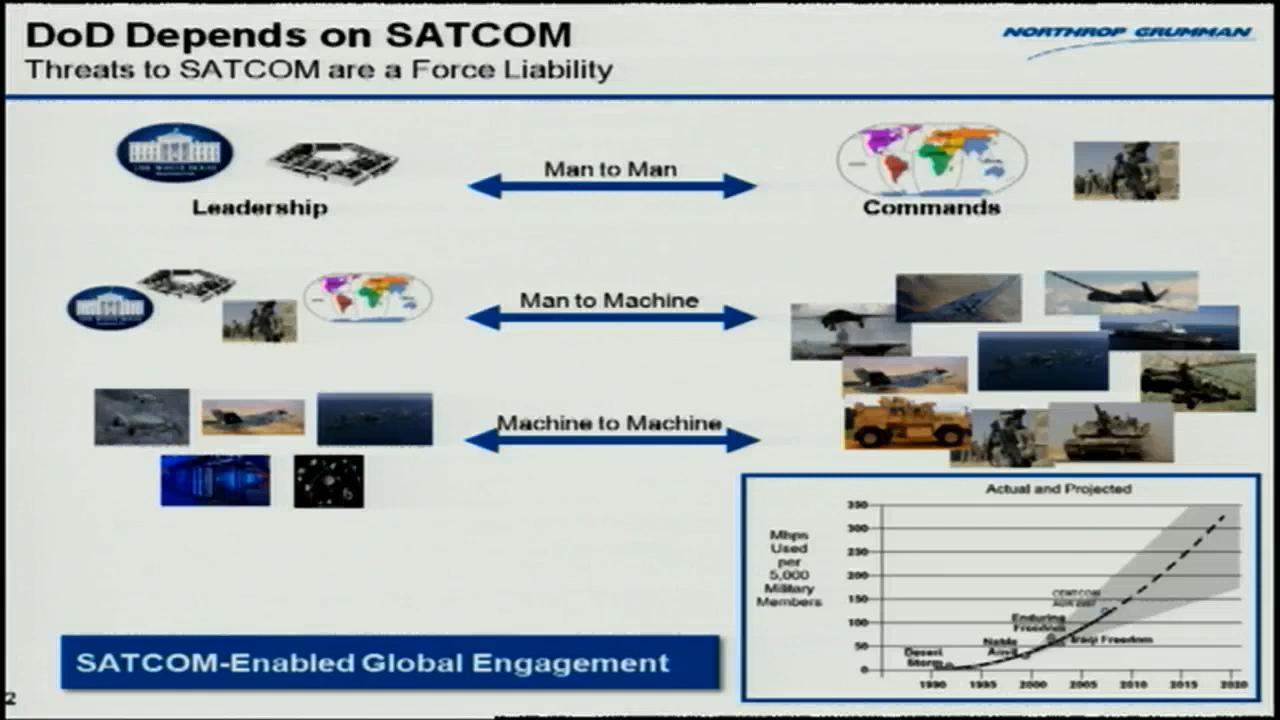 DoD Depends on SATCOM
Threats to SATCOM are a Force Liability
NORTHROP GRUMMAN
THE WHITE HOUSE
Man to Man
Leadership
Commands
Man to Machine
Machine to Machine
Actual and Projected
Mbps
Used
per
5,000
Military
Members
350
300
250
200
150
100
50
0
CENTCOM
Enduring
Freedom
Iraqi Freedom
Noble
Anvil
Desert
Storm
1990
1995
2000
2005
2010
2015
2020
SATCOM-Enabled Global Engagement
2